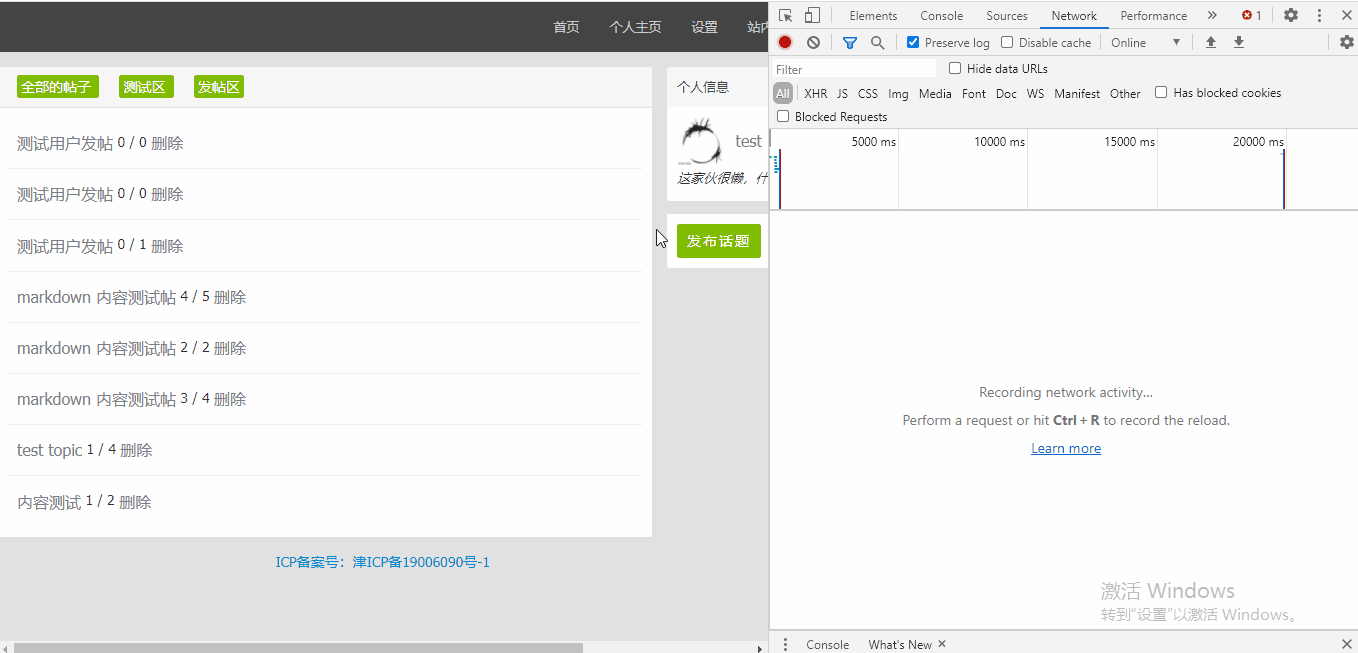 首页 个人主页 设置 站内
全部的帖子 测试区 发帖区
测试用户发帖 0 / 0 删除
测试用户发帖 0 / 0 删除
测试用户发帖 0 / 1 删除
markdown 内容测试帖 4 / 5 删除
markdown 内容测试帖 2 / 2 删除
markdown 内容测试帖 3 / 4 删除
test topic 1 / 4 删除
内容测试 1 / 2 删除
个人信息
test
这家伙很懒，什
发布话题
ICP备案号：津ICP备19006090号-1
Elements Console Sources Network Performance » 1
Preserve log Disable cache Online
Filter Hide data URLs
All XHR JS CSS Img Media Font Doc WS Manifest Other Has blocked cookies
Blocked Requests
5000 ms 10000 ms 15000 ms 20000 ms
Recording network activity...
Perform a request or hit Ctrl + R to record the reload.
Learn more
激活 Windows
转到"设置"以激活 Windows。
Console What's New